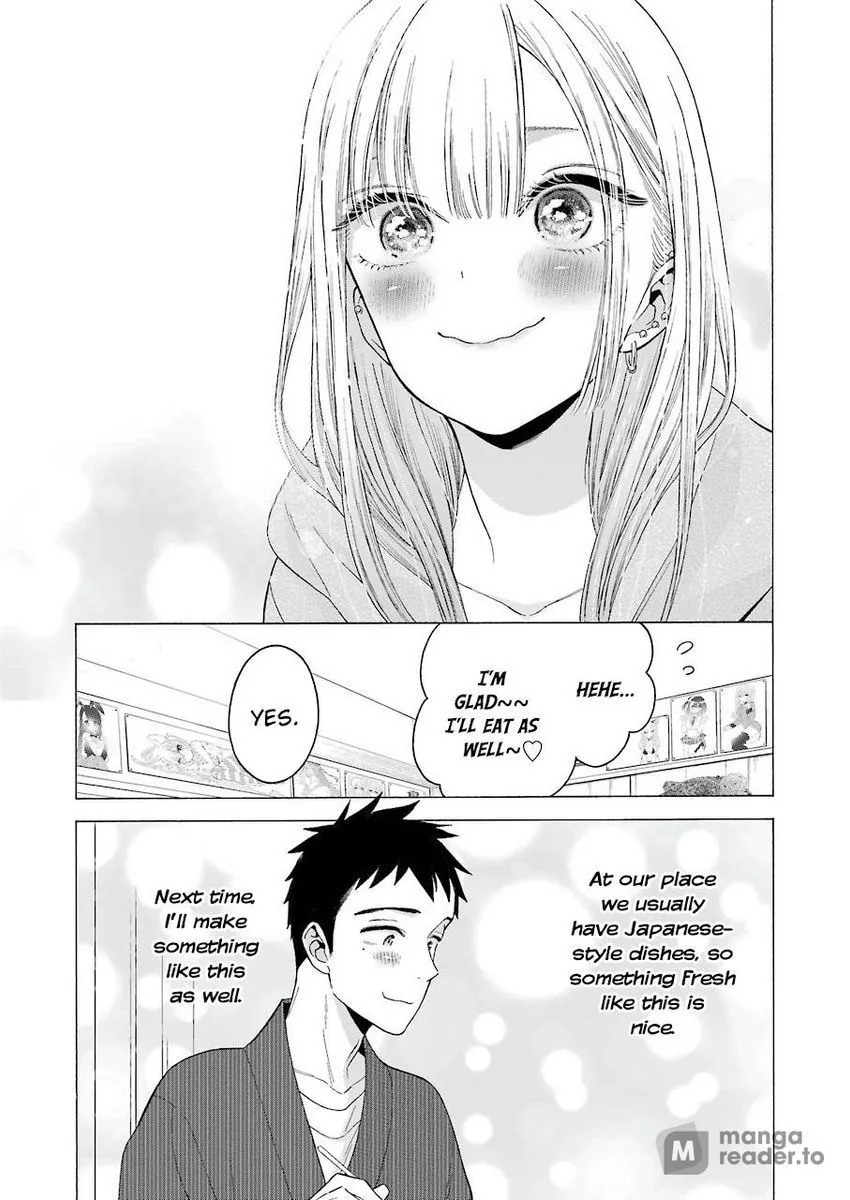 HEHE...
I'M
GLAD~~
I'LL EAT AS
WELL~♡
YES.
At our place
we usually
have Japanese-
style dishes, so
something Fresh
like this is
nice.
Next time,
I'll make
something
like this
as well.
M
manga
reader.to